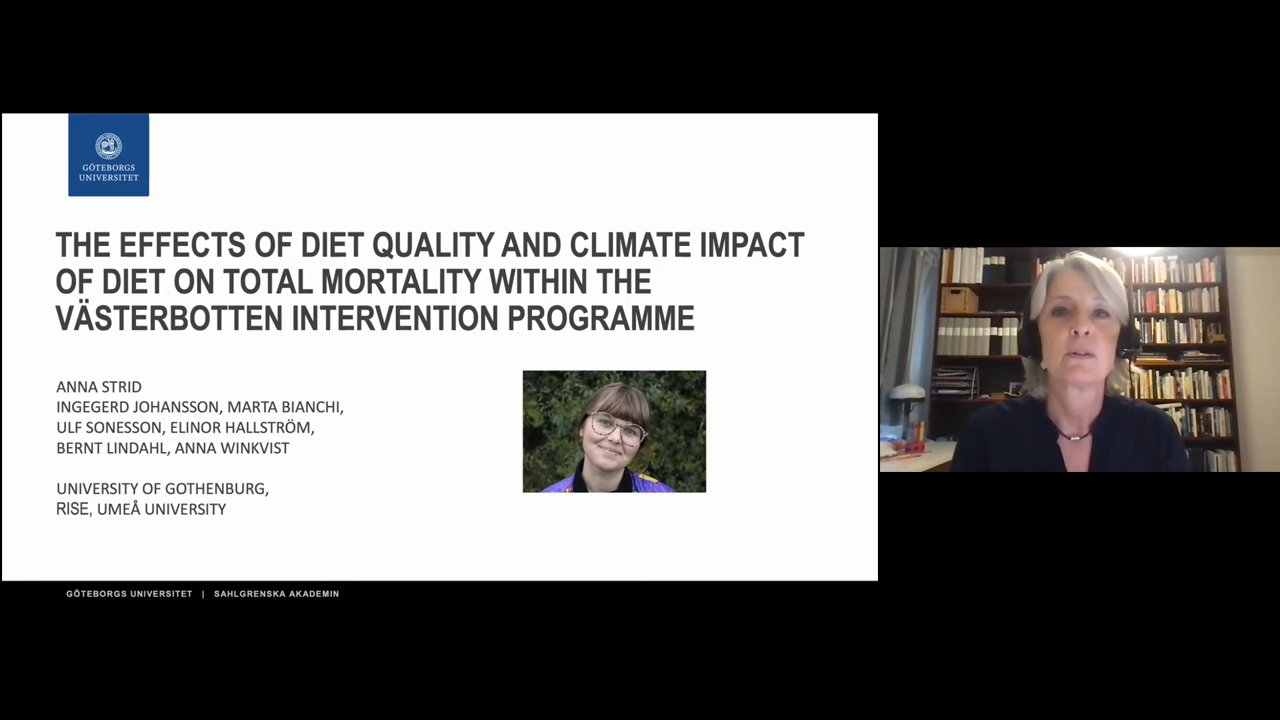 GÖTEBORGS
UNIVERSITET
THE EFFECTS OF DIET QUALITY AND CLIMATE IMPACT
OF DIET ON TOTAL MORTALITY WITHIN THE
VÄSTERBOTTEN INTERVENTION PROGRAMME
ANNA STRID
INGEGERD JOHANSSON, MARTA BIANCHI,
ULF SONESSON, ELINOR HALLSTRÖM,
BERNT LINDAHL, ANNA WINKVIST
UNIVERSITY OF GOTHENBURG,
RISE, UMEÅ UNIVERSITY
GÖTEBORGS UNIVERSITET | SAHLGRENSKA AKADEMIN